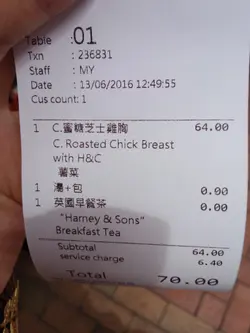 Table : 01
Txn : 236831
Staff : MY
Date : 13/06/2016 12:49:55
Cus count: 1
1 C.蜜糖芝士雞胸 64.00
C. Roasted Chick Breast
with H&C
薯菜
1 湯+包 0.00
1 英國早餐茶 0.00
"Harney & Sons"
Breakfast Tea
Subtotal 64.00
service charge 6.40
Total 70.00